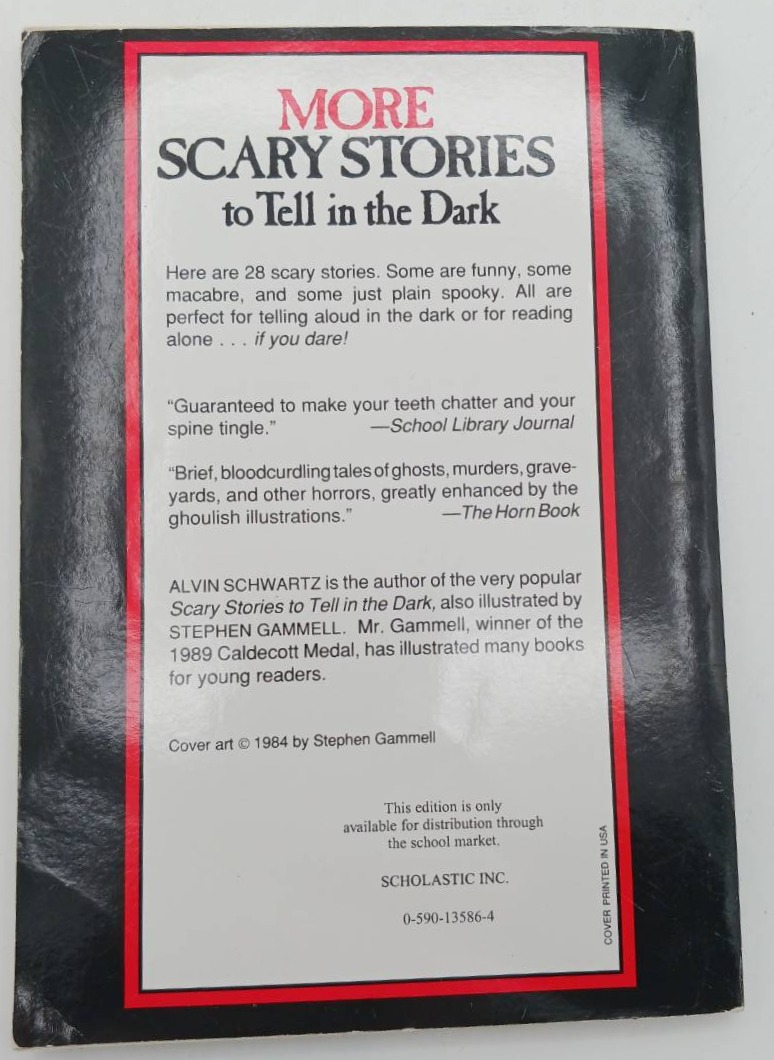 MORE
SCARY STORIES
to Tell in the Dark
Here are 28 scary stories. Some are funny, some
macabre, and some just plain spooky. All are
perfect for telling aloud in the dark or for reading
alone . . . if you dare!
“Guaranteed to make your teeth chatter and your
spine tingle.” —School Library Journal
“Brief, bloodcurdling tales of ghosts, murders, grave-
yards, and other horrors, greatly enhanced by the
ghoulish illustrations.” —The Horn Book
ALVIN SCHWARTZ is the author of the very popular
Scary Stories to Tell in the Dark, also illustrated by
STEPHEN GAMMELL. Mr. Gammell, winner of the
1989 Caldecott Medal, has illustrated many books
for young readers.
Cover art © 1984 by Stephen Gammell
This edition is only
available for distribution through
the school market.
SCHOLASTIC INC.
0-590-13586-4
COVER PRINTED IN USA